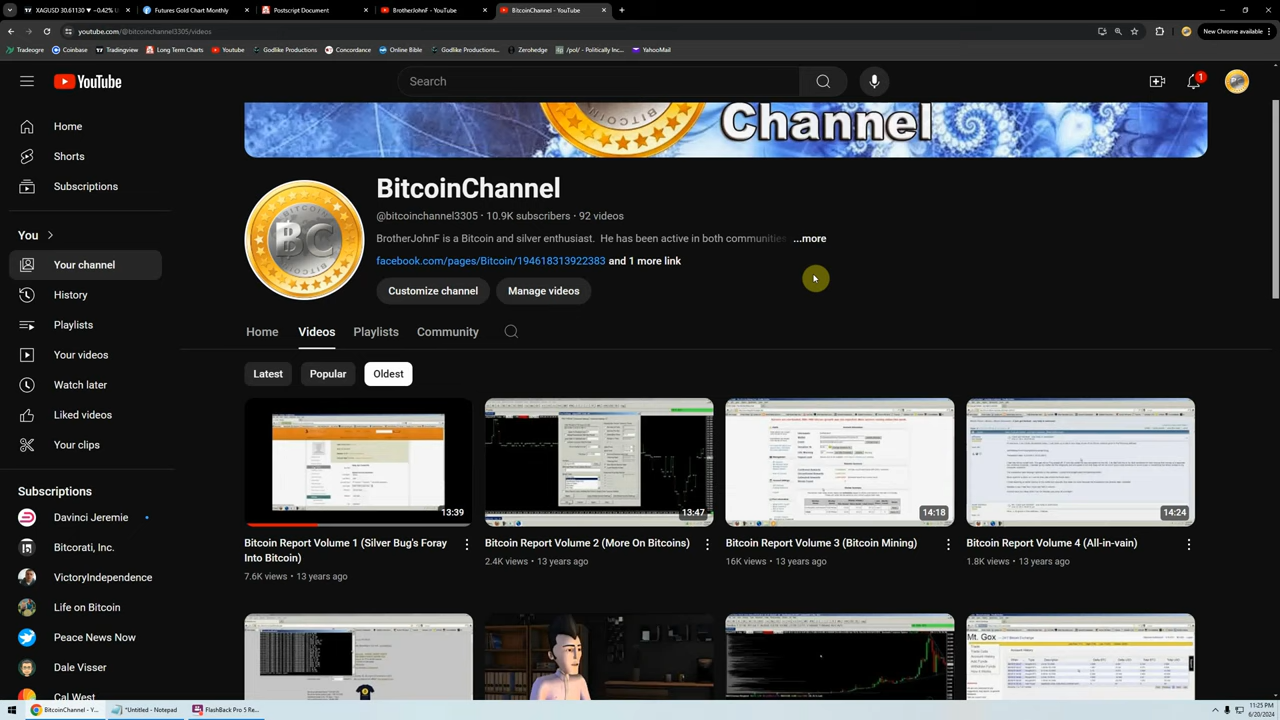 XAGUSD 30.61130 ▼ −0.42%
Futures Gold Chart Monthly
Postscript Document
BrotherJohnF - YouTube
BitcoinChannel - YouTube
youtube.com/@bitcoinchannel3305/videos
New Chrome available
Tradeogre
Coinbase
Tradingview
Long Term Charts
Youtube
Godlike Productions...
Concordance
Online Bible
Godlike Productions...
Zerohedge
/pol/ - Politically Inc...
YahooMail
YouTube
Search
1
Channel
Home
Shorts
Subscriptions
You
Your channel
History
Playlists
Your videos
Watch later
Liked videos
Your clips
Subscriptions
BITCOIN
BC
BitcoinChannel
@bitcoinchannel3305 · 10.9K subscribers · 92 videos
BrotherJohnF is a Bitcoin and silver enthusiast. He has been active in both communities ...more
facebook.com/pages/Bitcoin/194618313922383 and 1 more link
Customize channel
Manage videos
Home
Videos
Playlists
Community
Latest
Popular
Oldest
13:39
14:18
14:24
Bitcoin Report Volume 1 (Silver Bug's Foray
Into Bitcoin)
7.6K views · 13 years ago
Bitcoin Report Volume 2 (More On Bitcoins)
2.4K views · 13 years ago
Bitcoin Report Volume 3 (Bitcoin Mining)
16K views · 13 years ago
Bitcoin Report Volume 4 (All-in-vain)
1.8K views · 13 years ago
Bitcoin, Inc.
VictoryIndependence
Life on Bitcoin
Peace News Now
Dale Visser
Cal West
Mt. Gox
BitcoinChannel - Y...
*Untitled - Notepad
FlashBack Pro 5 Re...
11:25 PM
6/20/2024